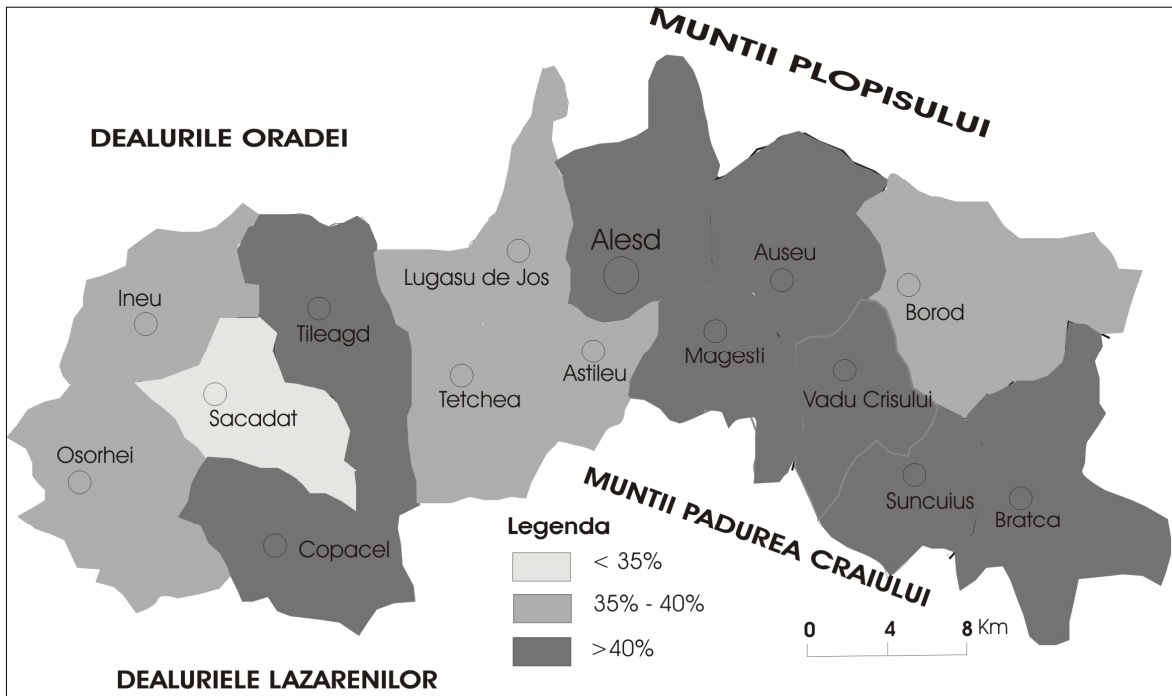 MUNTII PLOPISULUI
DEALURILE ORADEI
Alesd
Auseu
Lugasu de Jos
Ineu
Borod
Tileagd
Magesti
Astileu
Tetchea
Vadu Crisului
Sacadat
Osorhei
MUNTII PADUREA CRAIULUI
Suncuius
Bratca
Copacel
Legenda
< 35%
35% - 40%
>40%
0 4 8 Km
DEALURIELE LAZARENILOR